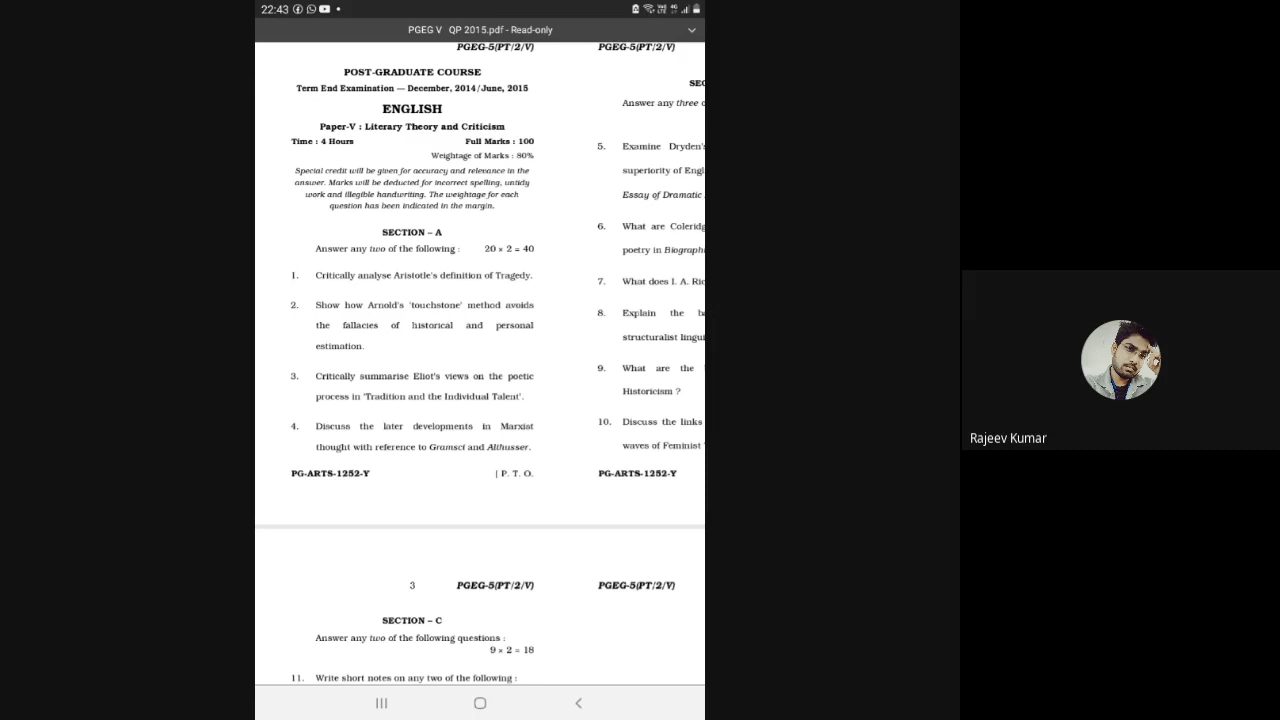 22:43
PGEG V QP 2015.pdf - Read-only
PGEG-5(PT/2/V)
POST-GRADUATE COURSE
Term End Examination — December, 2014/June, 2015
ENGLISH
Paper-V : Literary Theory and Criticism
Time : 4 Hours Full Marks : 100
Weightage of Marks : 80%
Special credit will be given for accuracy and relevance in the
answer. Marks will be deducted for incorrect spelling, untidy
work and illegible handwriting. The weightage for each
question has been indicated in the margin.
SECTION – A
Answer any two of the following : 20 × 2 = 40
1. Critically analyse Aristotle's definition of Tragedy.
2. Show how Arnold's 'touchstone' method avoids
the fallacies of historical and personal
estimation.
3. Critically summarise Eliot's views on the poetic
process in 'Tradition and the Individual Talent'.
4. Discuss the later developments in Marxist
thought with reference to Gramsci and Althusser.
PG-ARTS-1252-Y [ P. T. O.
PGEG-5(PT/2/V)
Answer any three
5. Examine Dryden's
superiority of
Essay of Dramatic
6. What are
poetry in
7. What does I. A.
8. Explain the
structuralist
9. What are the
Historicism ?
10. Discuss the links
waves of Feminist
PG-ARTS-1252-Y
3 PGEG-5(PT/2/V)
SECTION – C
Answer any two of the following questions :
9 × 2 = 18
11. Write short notes on any two of the following :
PGEG-5(PT/2/V)
Rajeev Kumar